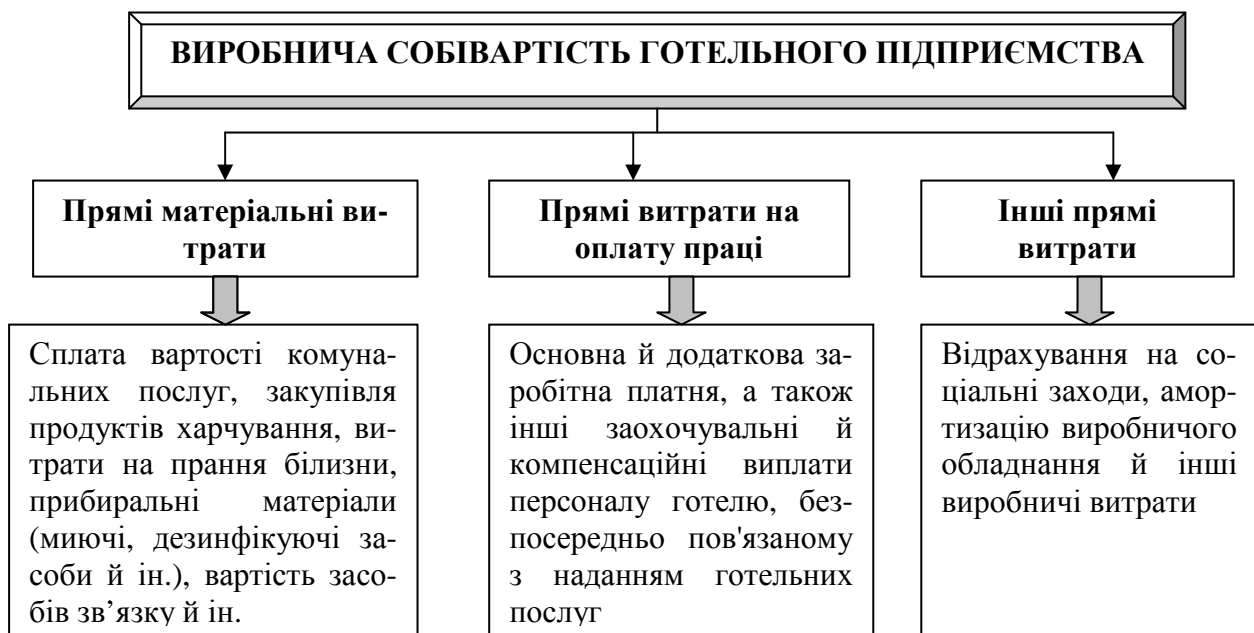 ВИРОБНИЧА СОБІВАРТІСТЬ ГОТЕЛЬНОГО ПІДПРИЄМСТВА
Прямі матеріальні ви-
трати
Прямі витрати на
оплату праці
Інші прямі
витрати
Сплата вартості кому­нa-
льних послуг, закупівля
продуктів харчування, ви-
трати на прання білизни,
прибиральні матеріали
(миючі, дезинфікуючі за-
соби й ін.), вартість засо-
бів зв’язку й ін.
Основна й додаткова за-
робітна платня, а також
інші заохочувальні й
компенсаційні виплати
персоналу готелю, без-
посередньо пов'язаному
з наданням готельних
послуг
Відрахування на со-
ціальні заходи, амор-
тизацію виробничого
обладнання й інші
виробничі витрати